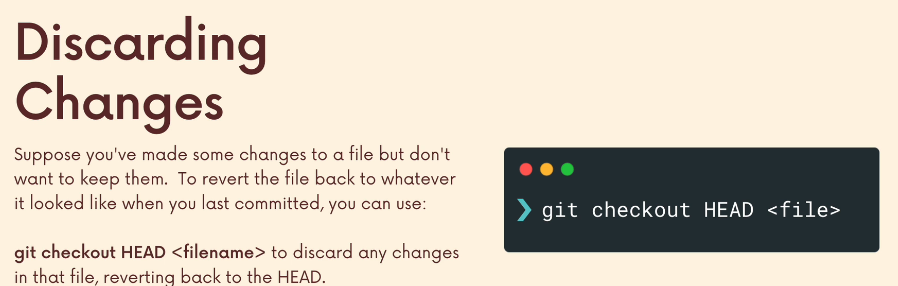 Discarding
Changes
Suppose you've made some changes to a file but don't
want to keep them.  To revert the file back to whatever
it looked like when you last committed, you can use:
git checkout HEAD <filename> to discard any changes
in that file, reverting back to the HEAD.
❯ git checkout HEAD <file>